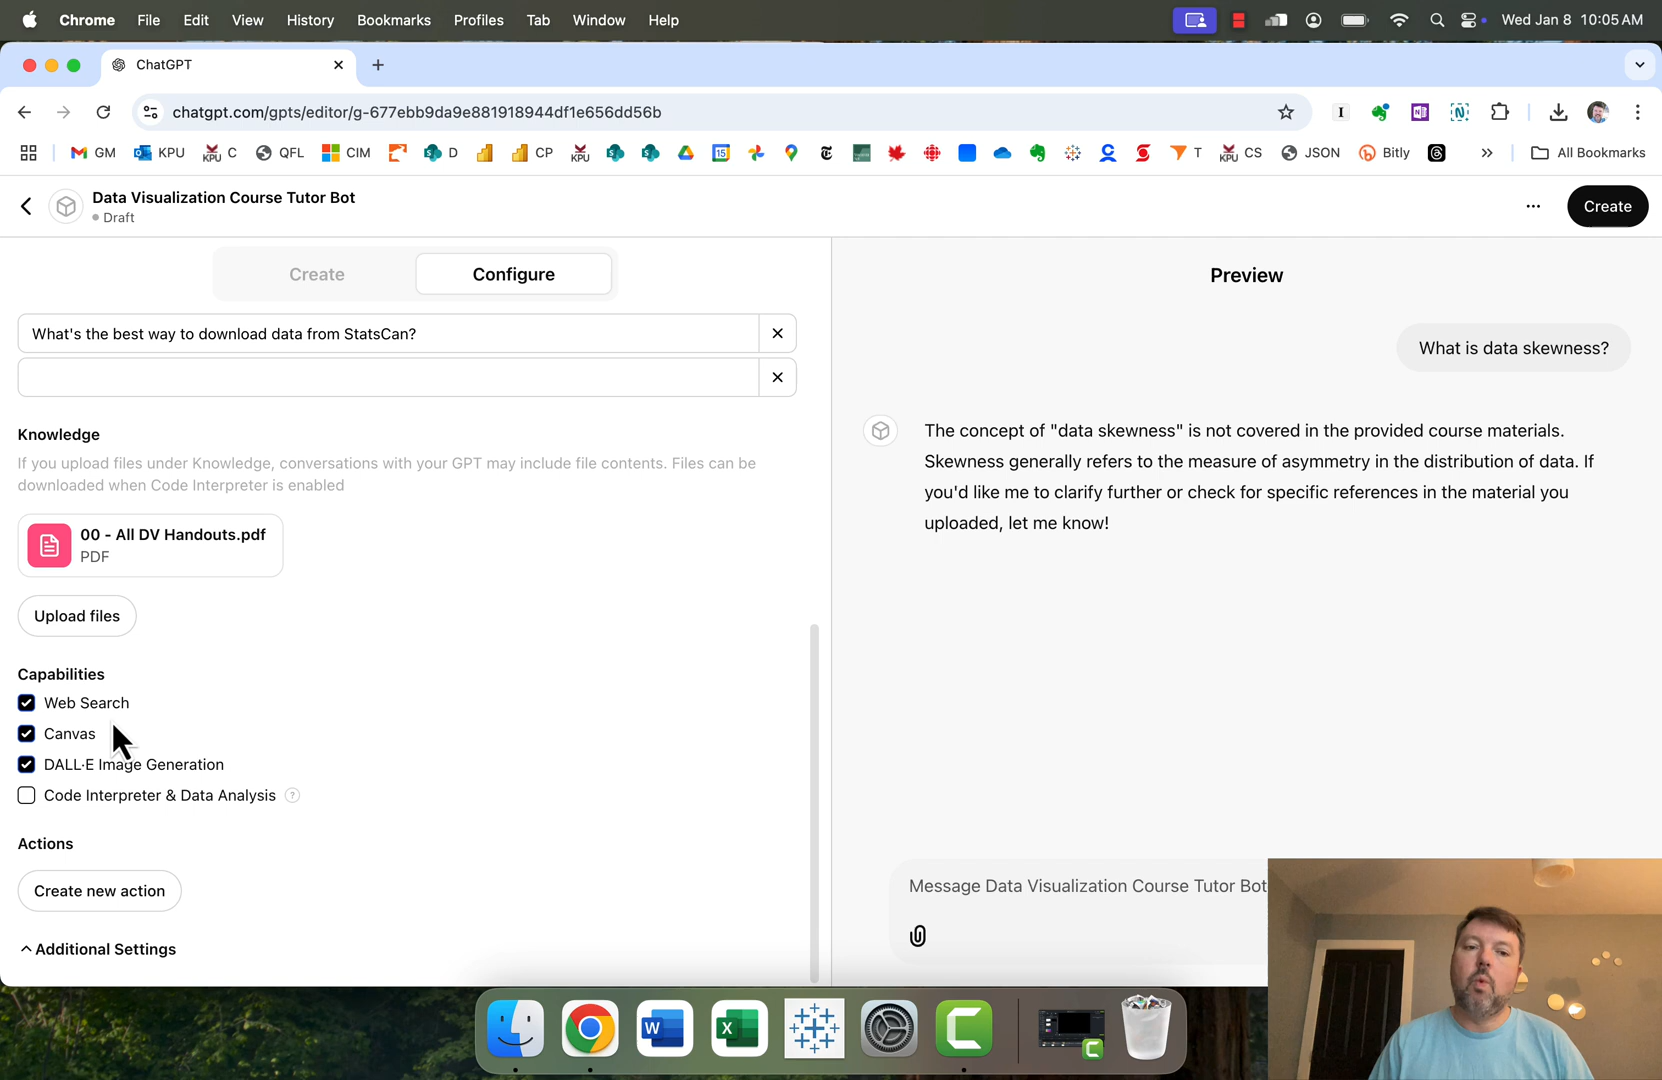 Chrome File Edit View History Bookmarks Profiles Tab Window Help Wed Jan 8 10:05 AM
ChatGPT
chatgpt.com/gpts/editor/g-677ebb9da9e881918944df1e656dd56b
GM KPU KPU C QFL CIM D CP KPU 15 T KPU CS JSON Bitly All Bookmarks
Data Visualization Course Tutor Bot
Draft
Create
Create Configure
Preview
What's the best way to download data from StatsCan?
What is data skewness?
Knowledge
If you upload files under Knowledge, conversations with your GPT may include file contents. Files can be
downloaded when Code Interpreter is enabled
00 - All DV Handouts.pdf
PDF
Upload files
The concept of "data skewness" is not covered in the provided course materials.
Skewness generally refers to the measure of asymmetry in the distribution of data. If
you'd like me to clarify further or check for specific references in the material you
uploaded, let me know!
Capabilities
Web Search
Canvas
DALL·E Image Generation
Code Interpreter & Data Analysis ?
Actions
Create new action
Additional Settings
Message Data Visualization Course Tutor Bot